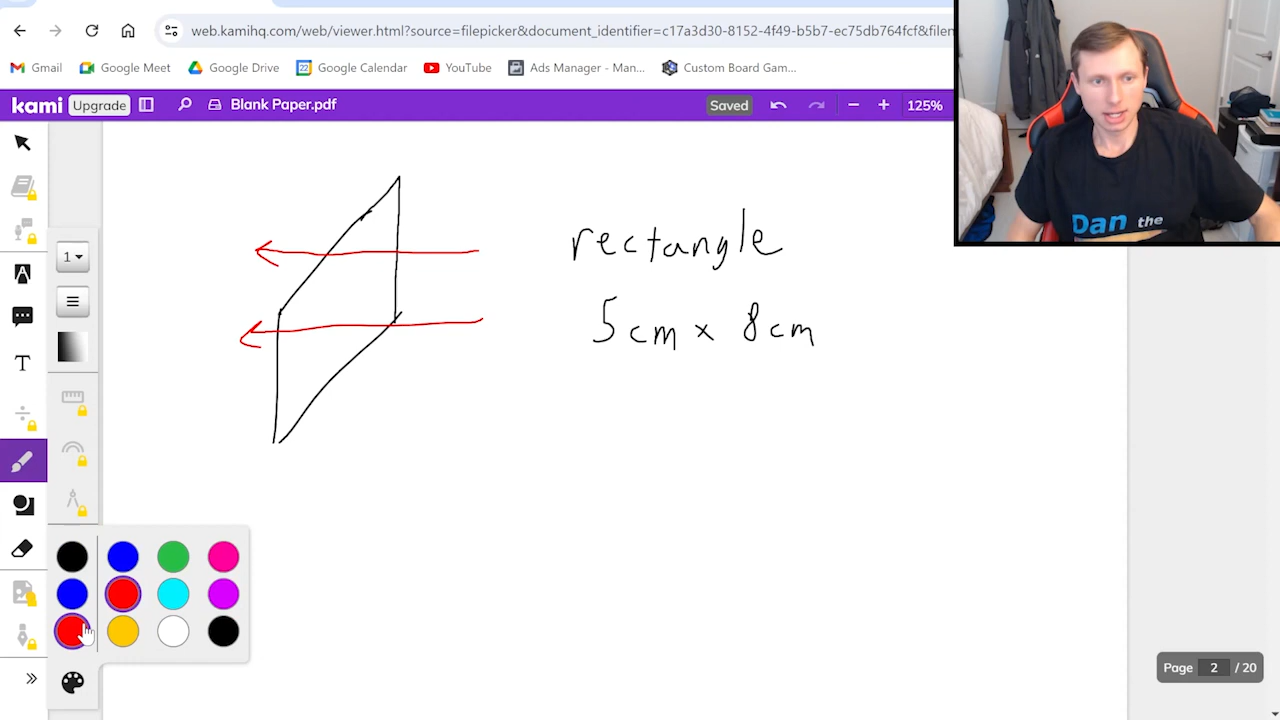 web.kamihq.com/web/viewer.html?source=filepicker&document_identifier=c17a3d30-8152-4f49-b5b7-ec75db764fcf&filen
Gmail Google Meet Google Drive 22 Google Calendar YouTube Ads Manager - Man... Custom Board Gam...
kami Upgrade Blank Paper.pdf Saved 125%
Dan the
rectangle
5cm x 8cm
1
T
Page 2 / 20